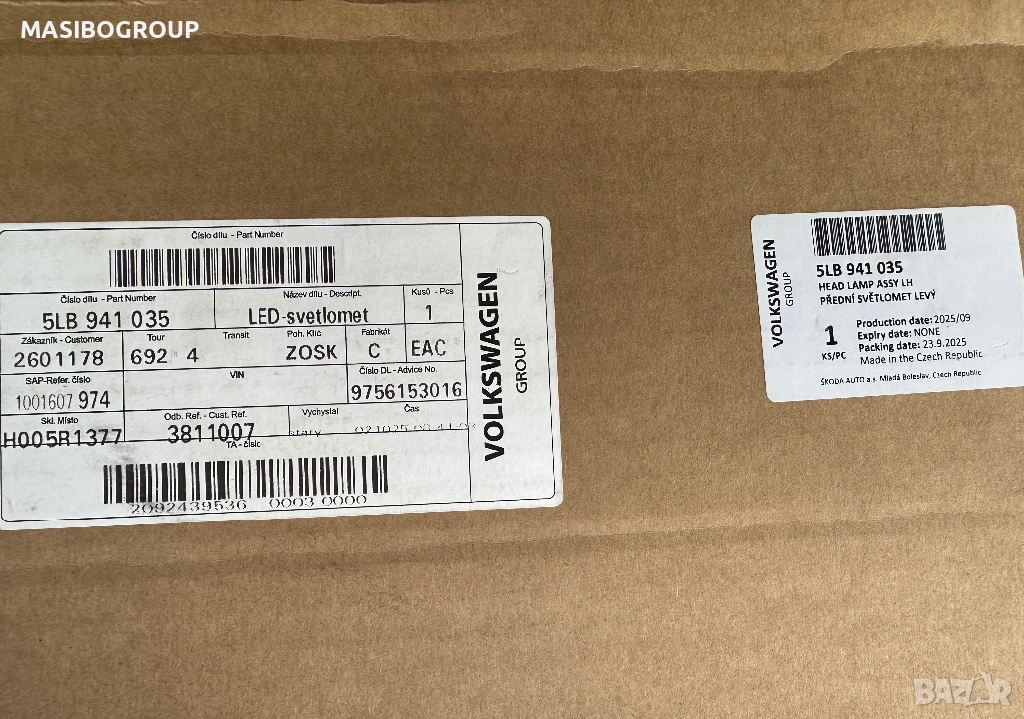 MASIBOGROUP
Číslo dílu - Part Number
Číslo dílu - Part Number
Název dílu - Descript.
Kusů - Pcs
5LB 941 035
LED-svetlomet
1
Zákazník - Customer
Tour
Transit
Poh. Klíč
Fabrikát
2601178
692 4
ZOSK
C
EAC
SAP-Refer. číslo
VIN
Číslo DL - Advice No.
1001607 974
9756153016
Skl. Místo
Odb. Ref. - Cust. Ref.
Vychystal
Čas
H005R1377
3811007
TA - číslo
2092439536 0003 0000
VOLKSWAGEN
GROUP
VOLKSWAGEN
GROUP
5LB 941 035
HEAD LAMP ASSY LH
PŘEDNÍ SVĚTLOMET LEVÝ
1
KS/PC
Production date: 2025/09
Expiry date: NONE
Packing date: 23.9.2025
Made in the Czech Republic
ŠKODA AUTO a.s. Mladá Boleslav, Czech Republic
BAZAR